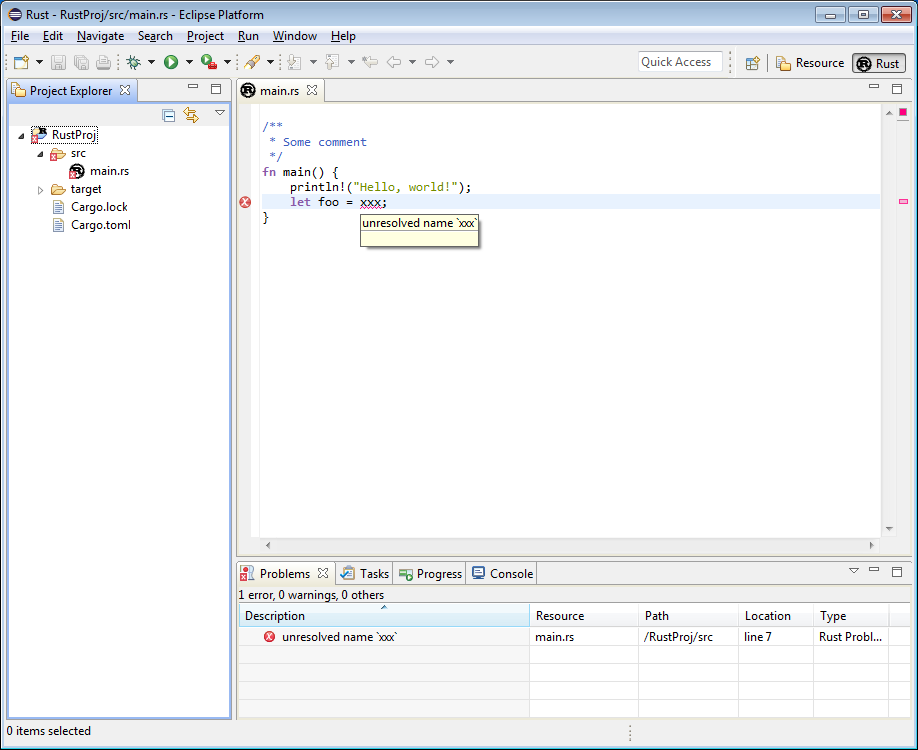 Rust - RustProj/src/main.rs - Eclipse Platform
File Edit Navigate Search Project Run Window Help
Quick Access
Resource
Rust
Project Explorer
RustProj
src
main.rs
target
Cargo.lock
Cargo.toml
main.rs
/**
 * Some comment
 */
fn main() {
    println!("Hello, world!");
    let foo = xxx;
}
unresolved name `xxx`
Problems
Tasks
Progress
Console
1 error, 0 warnings, 0 others
Description Resource Path Location Type
unresolved name `xxx` main.rs /RustProj/src line 7 Rust Probl...
0 items selected